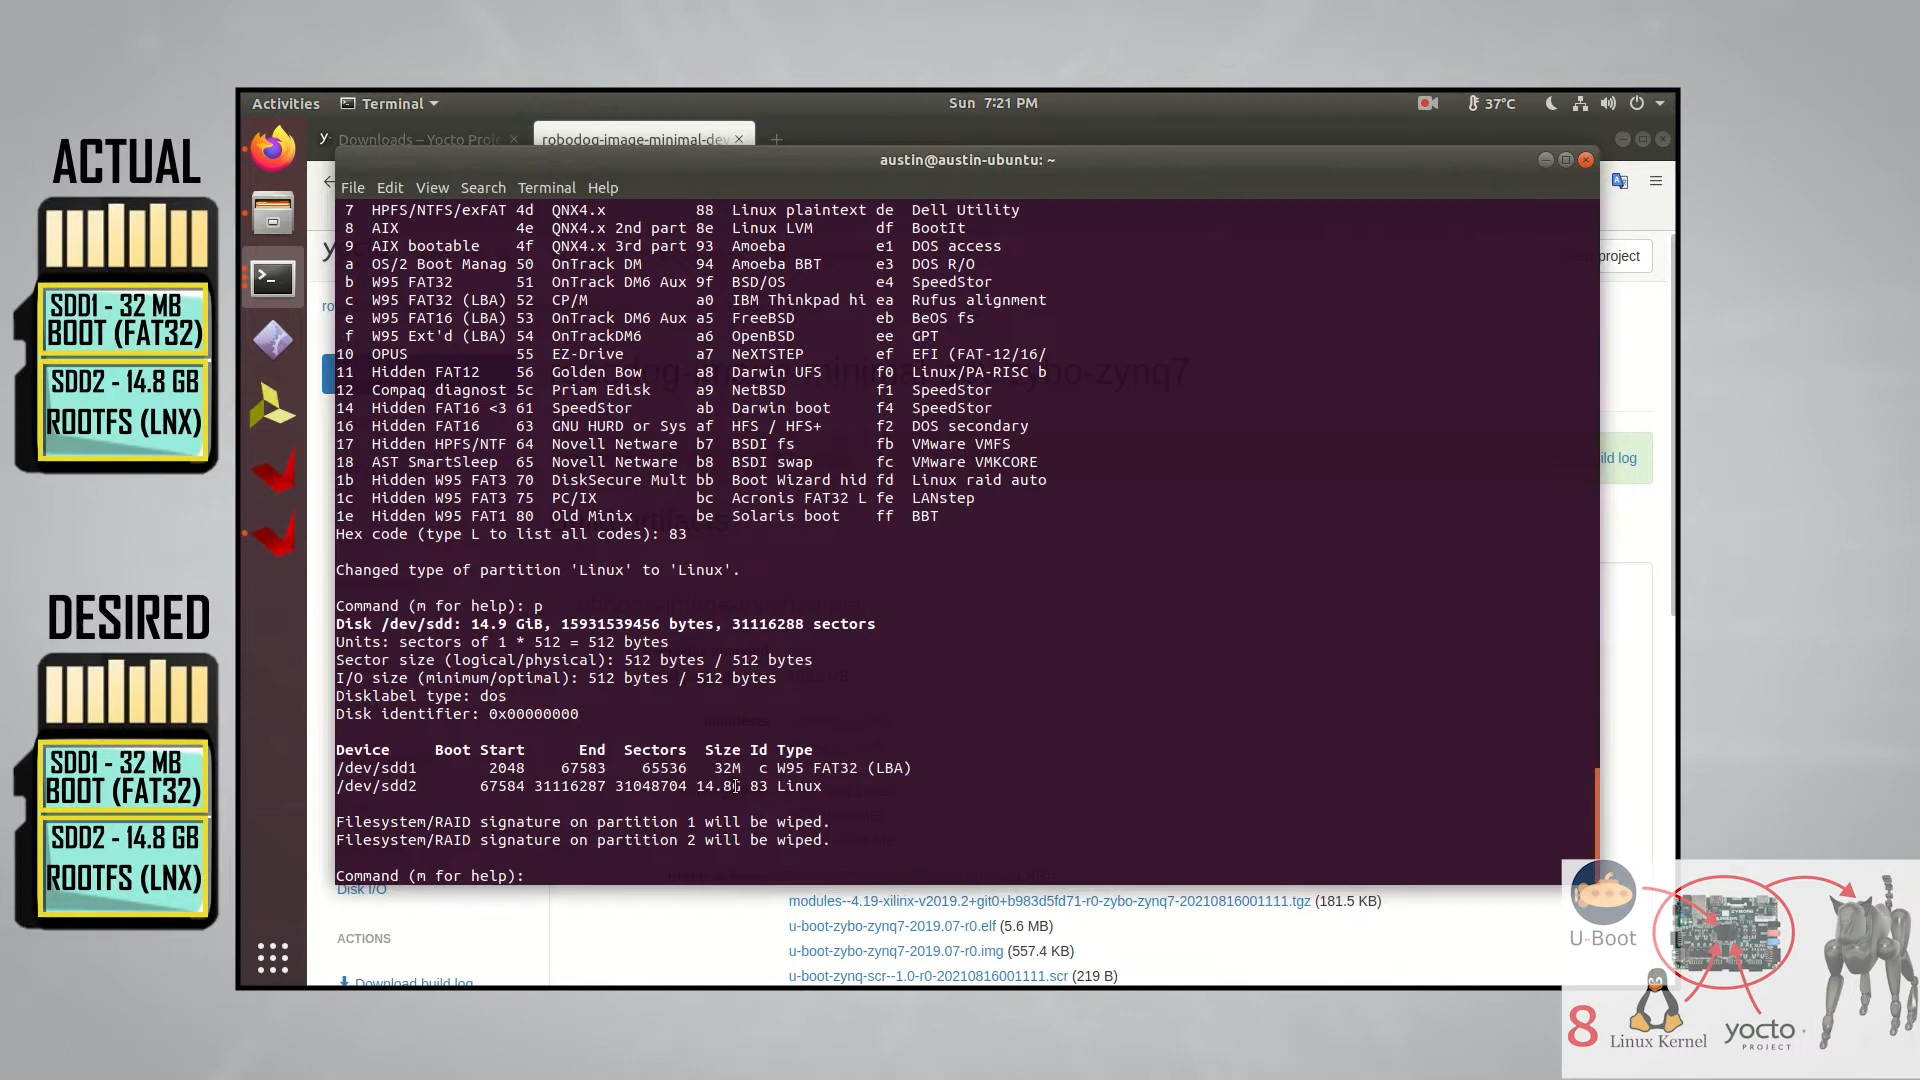 ACTUAL
SDD1 - 32 MB
BOOT (FAT32)
SDD2 - 14.8 GB
ROOTFS (LNX)
DESIRED
SDD1 - 32 MB
BOOT (FAT32)
SDD2 - 14.8 GB
ROOTFS (LNX)
Activities Terminal Sun 7:21 PM 37°C
Downloads – Yocto Proje robodog-image-minimal-dev
austin@austin-ubuntu: ~
File Edit View Search Terminal Help
7 HPFS/NTFS/exFAT 4d QNX4.x 88 Linux plaintext de Dell Utility
8 AIX 4e QNX4.x 2nd part 8e Linux LVM df BootIt
9 AIX bootable 4f QNX4.x 3rd part 93 Amoeba e1 DOS access
a OS/2 Boot Manag 50 OnTrack DM 94 Amoeba BBT e3 DOS R/O
b W95 FAT32 51 OnTrack DM6 Aux 9f BSD/OS e4 SpeedStor
c W95 FAT32 (LBA) 52 CP/M a0 IBM Thinkpad hi ea Rufus alignment
e W95 FAT16 (LBA) 53 OnTrack DM6 Aux a5 FreeBSD eb BeOS fs
f W95 Ext'd (LBA) 54 OnTrackDM6 a6 OpenBSD ee GPT
10 OPUS 55 EZ-Drive a7 NeXTSTEP ef EFI (FAT-12/16/
11 Hidden FAT12 56 Golden Bow a8 Darwin UFS f0 Linux/PA-RISC b
12 Compaq diagnost 5c Priam Edisk a9 NetBSD f1 SpeedStor
14 Hidden FAT16 <3 61 SpeedStor ab Darwin boot f4 SpeedStor
16 Hidden FAT16 63 GNU HURD or Sys af HFS / HFS+ f2 DOS secondary
17 Hidden HPFS/NTF 64 Novell Netware b7 BSDI fs fb VMware VMFS
18 AST SmartSleep 65 Novell Netware b8 BSDI swap fc VMware VMKCORE
1b Hidden W95 FAT3 70 DiskSecure Mult bb Boot Wizard hid fd Linux raid auto
1c Hidden W95 FAT3 75 PC/IX bc Acronis FAT32 L fe LANstep
1e Hidden W95 FAT1 80 Old Minix be Solaris boot ff BBT
Hex code (type L to list all codes): 83
Changed type of partition 'Linux' to 'Linux'.
Command (m for help): p
Disk /dev/sdd: 14.9 GiB, 15931539456 bytes, 31116288 sectors
Units: sectors of 1 * 512 = 512 bytes
Sector size (logical/physical): 512 bytes / 512 bytes
I/O size (minimum/optimal): 512 bytes / 512 bytes
Disklabel type: dos
Disk identifier: 0x00000000
Device Boot Start End Sectors Size Id Type
/dev/sdd1 2048 67583 65536 32M c W95 FAT32 (LBA)
/dev/sdd2 67584 31116287 31048704 14.8G 83 Linux
Filesystem/RAID signature on partition 1 will be wiped.
Filesystem/RAID signature on partition 2 will be wiped.
Command (m for help):
project
ild log
Disk I/O
ACTIONS
Download build log
modules--4.19-xilinx-v2019.2+git0+b983d5fd71-r0-zybo-zynq7-20210816001111.tgz (181.5 KB)
u-boot-zybo-zynq7-2019.07-r0.elf (5.6 MB)
u-boot-zybo-zynq7-2019.07-r0.img (557.4 KB)
u-boot-zynq-scr--1.0-r0-20210816001111.scr (219 B)
U-Boot
8
Linux Kernel
yocto
PROJECT